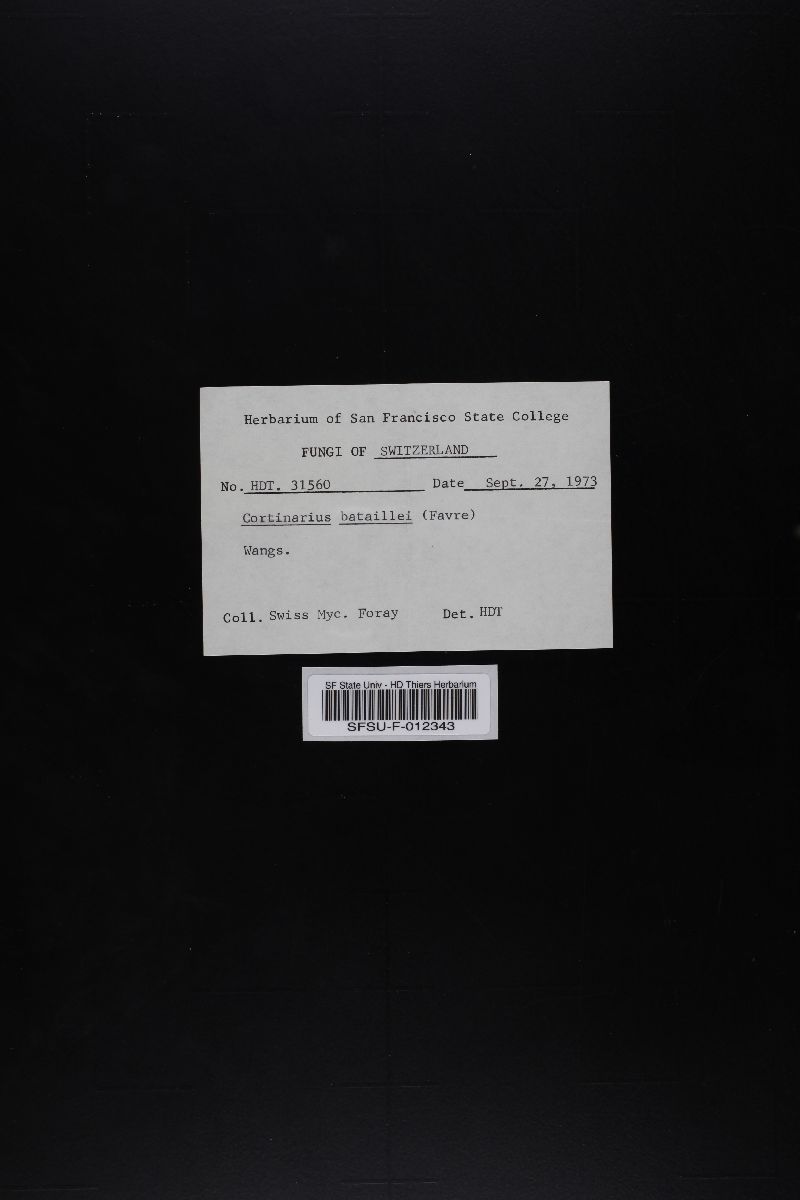 Herbarium of San Francisco State College
FUNGI OF SWITZERLAND
No. HDT. 31560 Date Sept. 27, 1973
Cortinarius bataillei (Favre)
Wangs.
Coll. Swiss Myc. Foray Det. HDT
SF State Univ - HD Thiers Herbarium
SFSU-F-012343